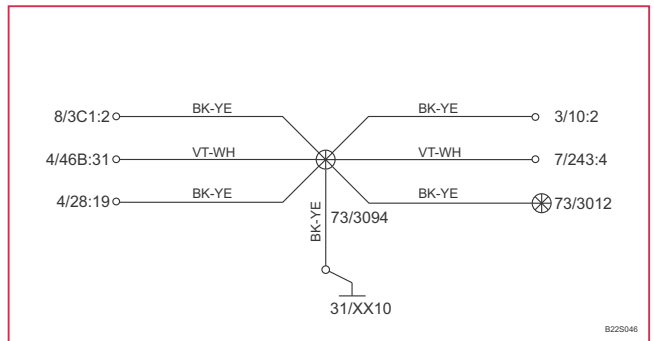 8/3C1:2 BK-YE BK-YE 3/10:2
4/46B:31 VT-WH VT-WH 7/243:4
4/28:19 BK-YE BK-YE 73/3012
BK-YE 73/3094
31/XX10
B22S046